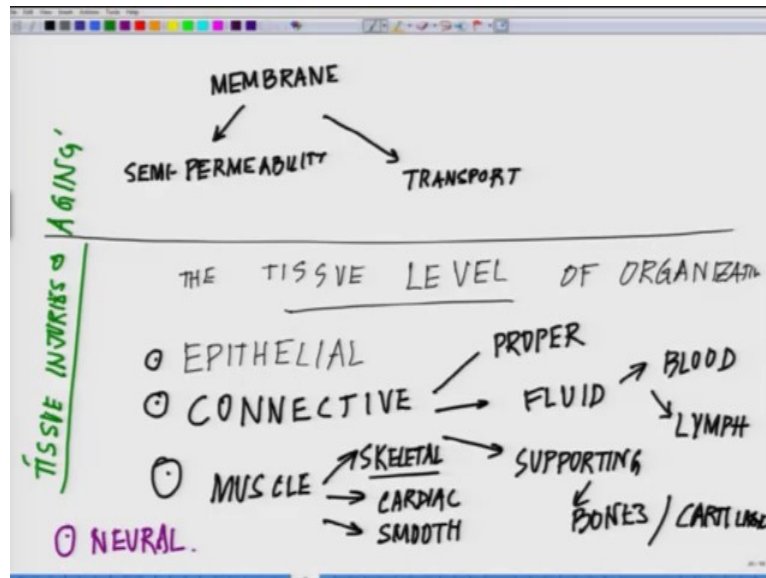 MEMBRANE
SEMI-PERMEABILITY
TRANSPORT
TISSUE INJURIES & AGING
THE TISSUE LEVEL OF ORGANIZATI
EPITHELIAL
CONNECTIVE
PROPER
FLUID
BLOOD
LYMPH
SUPPORTING
BONES / CARTILAGE
MUSCLE
SKELETAL
CARDIAC
SMOOTH
NEURAL.